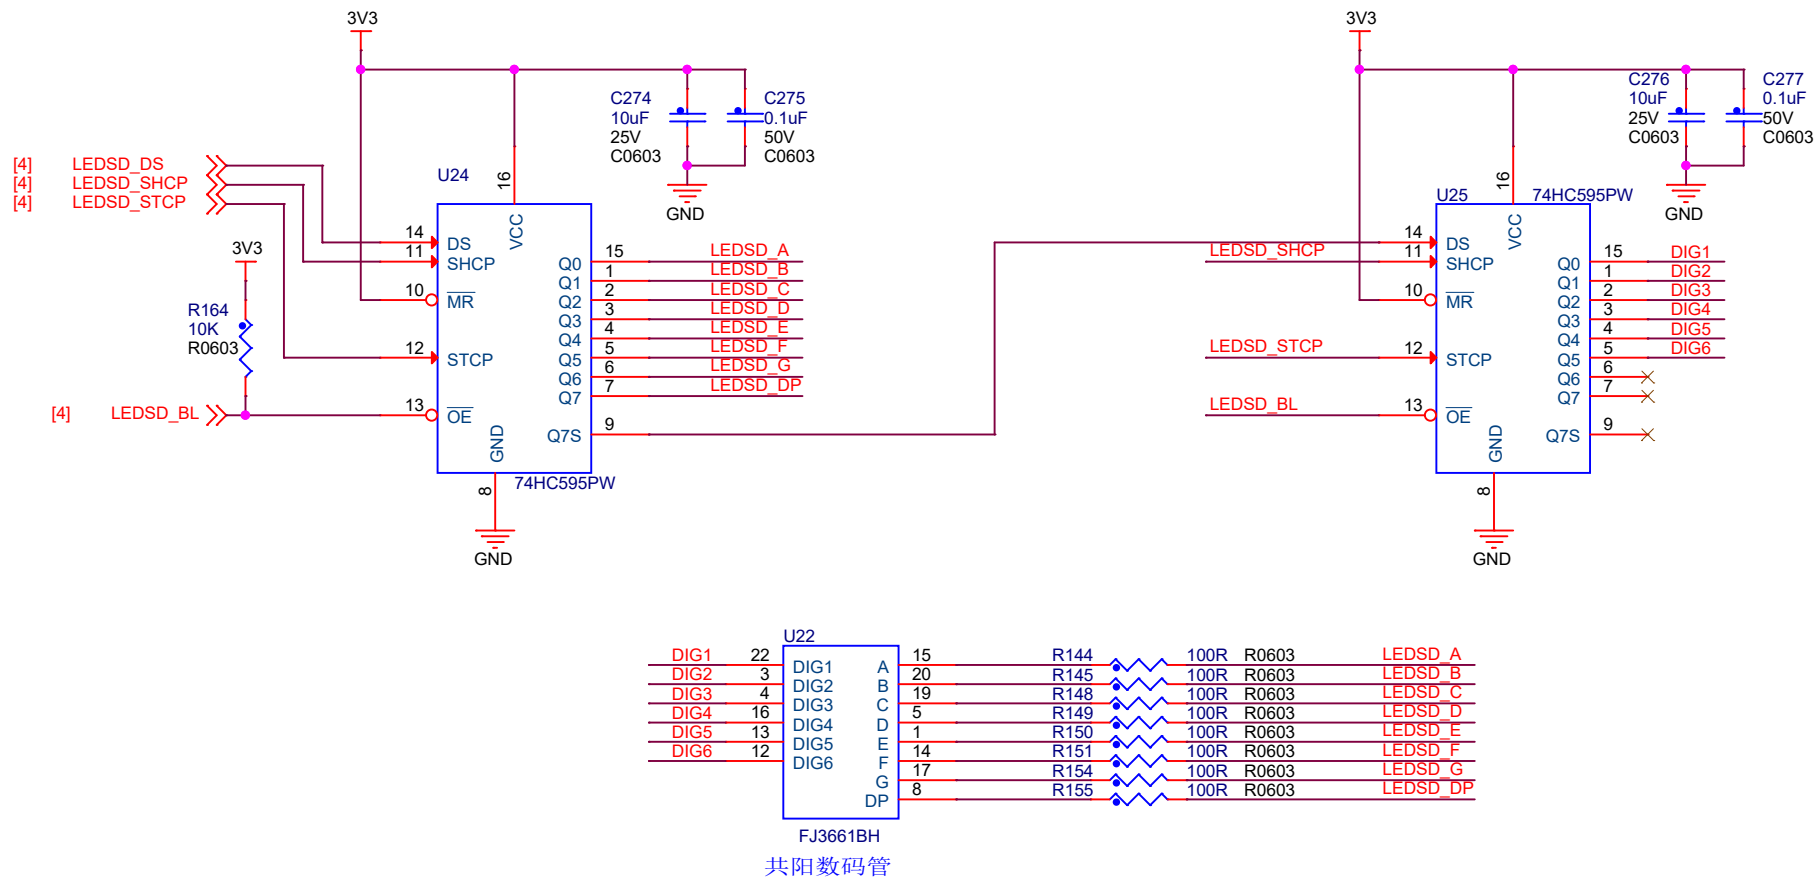 3V3
3V3
C274
10uF
25V
C0603
C275
0.1uF
50V
C0603
C276
10uF
25V
C0603
C277
0.1uF
50V
C0603
GND
GND
[4] LEDSD_DS
[4] LEDSD_SHCP
[4] LEDSD_STCP
3V3
R164
10K
R0603
[4] LEDSD_BL
U24
16
VCC
14 DS
11 SHCP
10 MR
12 STCP
13 OE
Q0 15 LEDSD_A
Q1 1 LEDSD_B
Q2 2 LEDSD_C
Q3 3 LEDSD_D
Q4 4 LEDSD_E
Q5 5 LEDSD_F
Q6 6 LEDSD_G
Q7 7 LEDSD_DP
Q7S 9
GND
8
74HC595PW
GND
U25
74HC595PW
16
VCC
14 DS
LEDSD_SHCP 11 SHCP
10 MR
LEDSD_STCP 12 STCP
LEDSD_BL 13 OE
Q0 15 DIG1
Q1 1 DIG2
Q2 2 DIG3
Q3 3 DIG4
Q4 4 DIG5
Q5 5 DIG6
Q6 6
Q7 7
Q7S 9
GND
8
GND
U22
DIG1 22 DIG1
DIG2 3 DIG2
DIG3 4 DIG3
DIG4 16 DIG4
DIG5 13 DIG5
DIG6 12 DIG6
A 15 R144 100R R0603 LEDSD_A
B 20 R145 100R R0603 LEDSD_B
C 19 R148 100R R0603 LEDSD_C
D 5 R149 100R R0603 LEDSD_D
E 1 R150 100R R0603 LEDSD_E
F 14 R151 100R R0603 LEDSD_F
G 17 R154 100R R0603 LEDSD_G
DP 8 R155 100R R0603 LEDSD_DP
FJ3661BH
共阳数码管